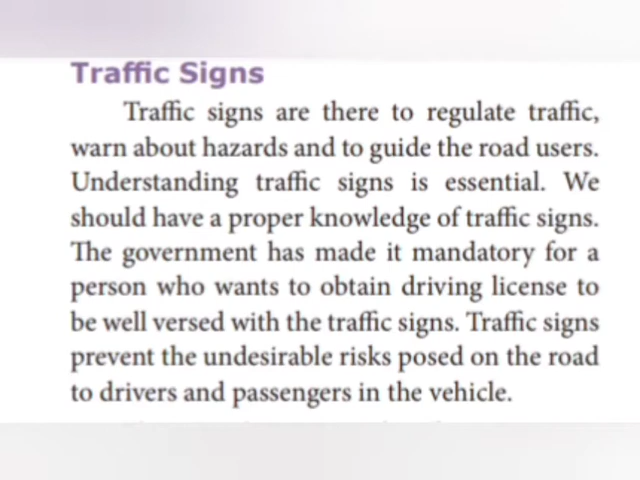 Traffic Signs
Traffic signs are there to regulate traffic,
warn about hazards and to guide the road users.
Understanding traffic signs is essential. We
should have a proper knowledge of traffic signs.
The government has made it mandatory for a
person who wants to obtain driving license to
be well versed with the traffic signs. Traffic signs
prevent the undesirable risks posed on the road
to drivers and passengers in the vehicle.